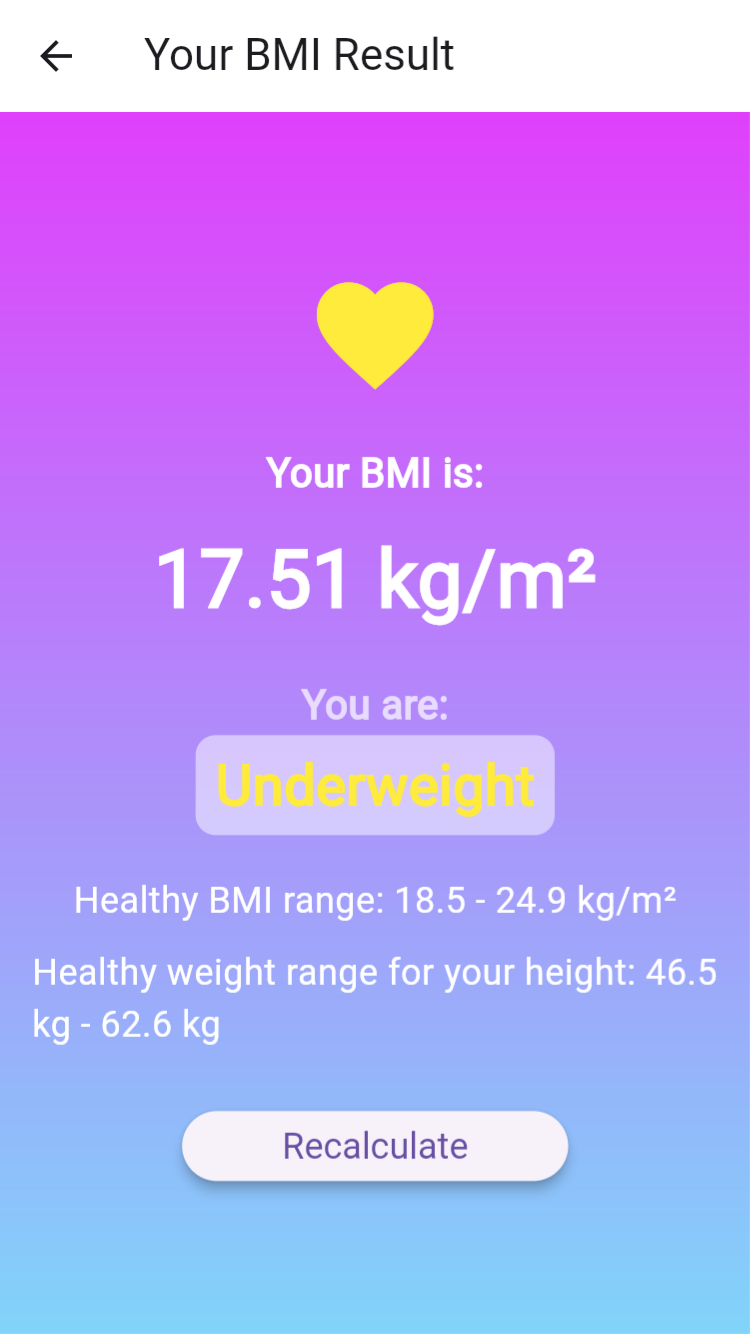 Your BMI Result
Your BMI is:
17.51 kg/m²
You are:
Underweight
Healthy BMI range: 18.5 - 24.9 kg/m²
Healthy weight range for your height: 46.5
kg - 62.6 kg
Recalculate